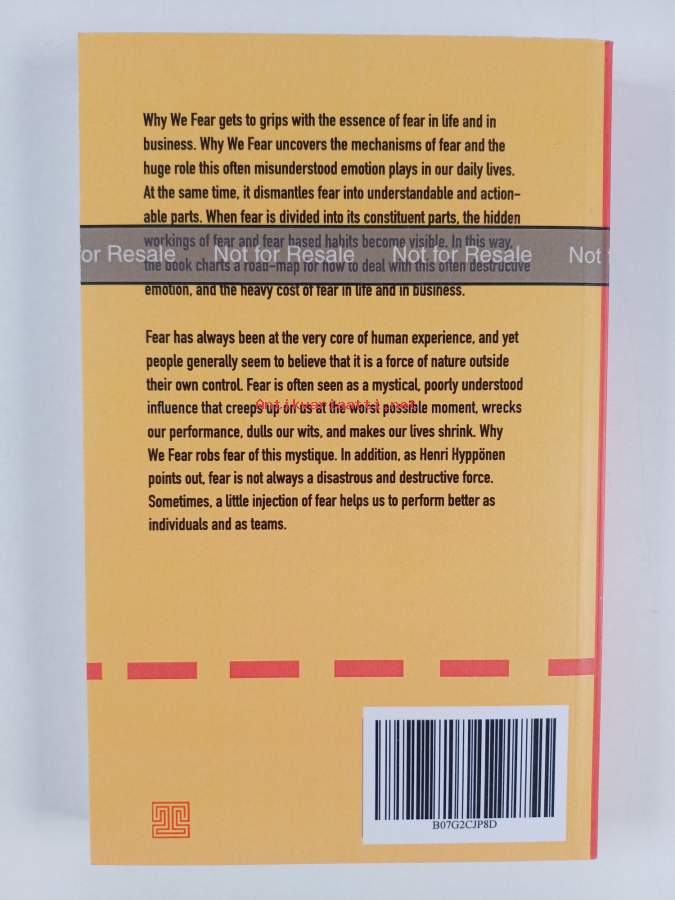 Why We Fear gets to grips with the essence of fear in life and in
business. Why We Fear uncovers the mechanisms of fear and the
huge role this often misunderstood emotion plays in our daily lives.
At the same time, it dismantles fear into understandable and action-
able parts. When fear is divided into its constituent parts, the hidden
workings of fear and fear based habits become visible. In this way,
or Resale Not for Resale Not for Resale Not f
the book charts a road-map for how to deal with this often destructive
emotion, and the heavy cost of fear in life and in business.
Fear has always been at the very core of human experience, and yet
people generally seem to believe that it is a force of nature outside
their own control. Fear is often seen as a mystical, poorly understood
influence that creeps up on us at the worst possible moment, wrecks
Antikvariaatti.net
our performance, dulls our wits, and makes our lives shrink. Why
We Fear robs fear of this mystique. In addition, as Henri Hyppönen
points out, fear is not always a disastrous and destructive force.
Sometimes, a little injection of fear helps us to perform better as
individuals and as teams.
B07G2CJP8D